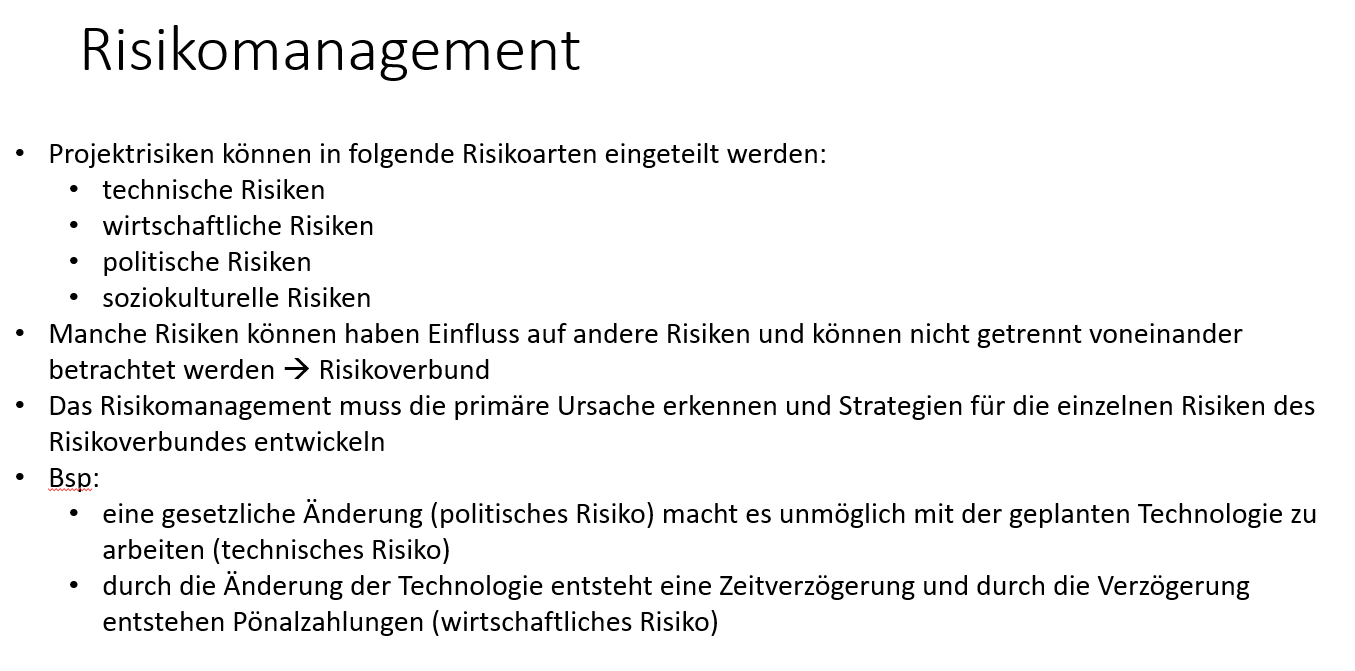 Risikomanagement
• Projektrisiken können in folgende Risikoarten eingeteilt werden:
• technische Risiken
• wirtschaftliche Risiken
• politische Risiken
• soziokulturelle Risiken
• Manche Risiken können haben Einfluss auf andere Risiken und können nicht getrennt voneinander
betrachtet werden → Risikoverbund
• Das Risikomanagement muss die primäre Ursache erkennen und Strategien für die einzelnen Risiken des
Risikoverbundes entwickeln
• Bsp:
• eine gesetzliche Änderung (politisches Risiko) macht es unmöglich mit der geplanten Technologie zu
arbeiten (technisches Risiko)
• durch die Änderung der Technologie entsteht eine Zeitverzögerung und durch die Verzögerung
entstehen Pönalzahlungen (wirtschaftliches Risiko)